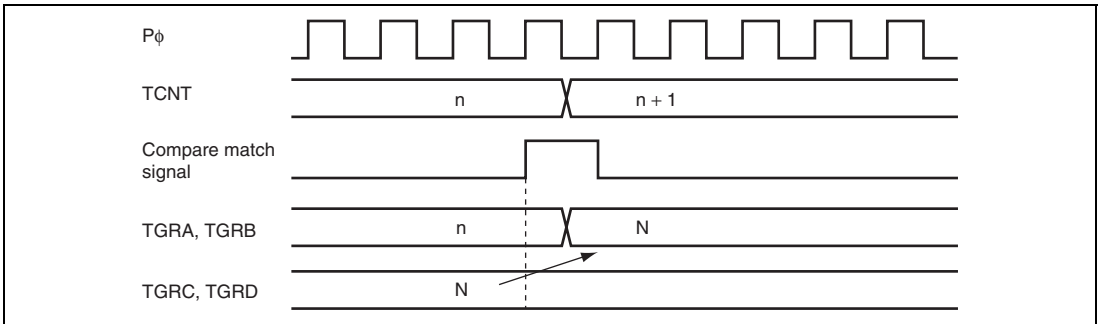 Pφ
TCNT
n
n + 1
Compare match
signal
TGRA, TGRB
n
N
TGRC, TGRD
N